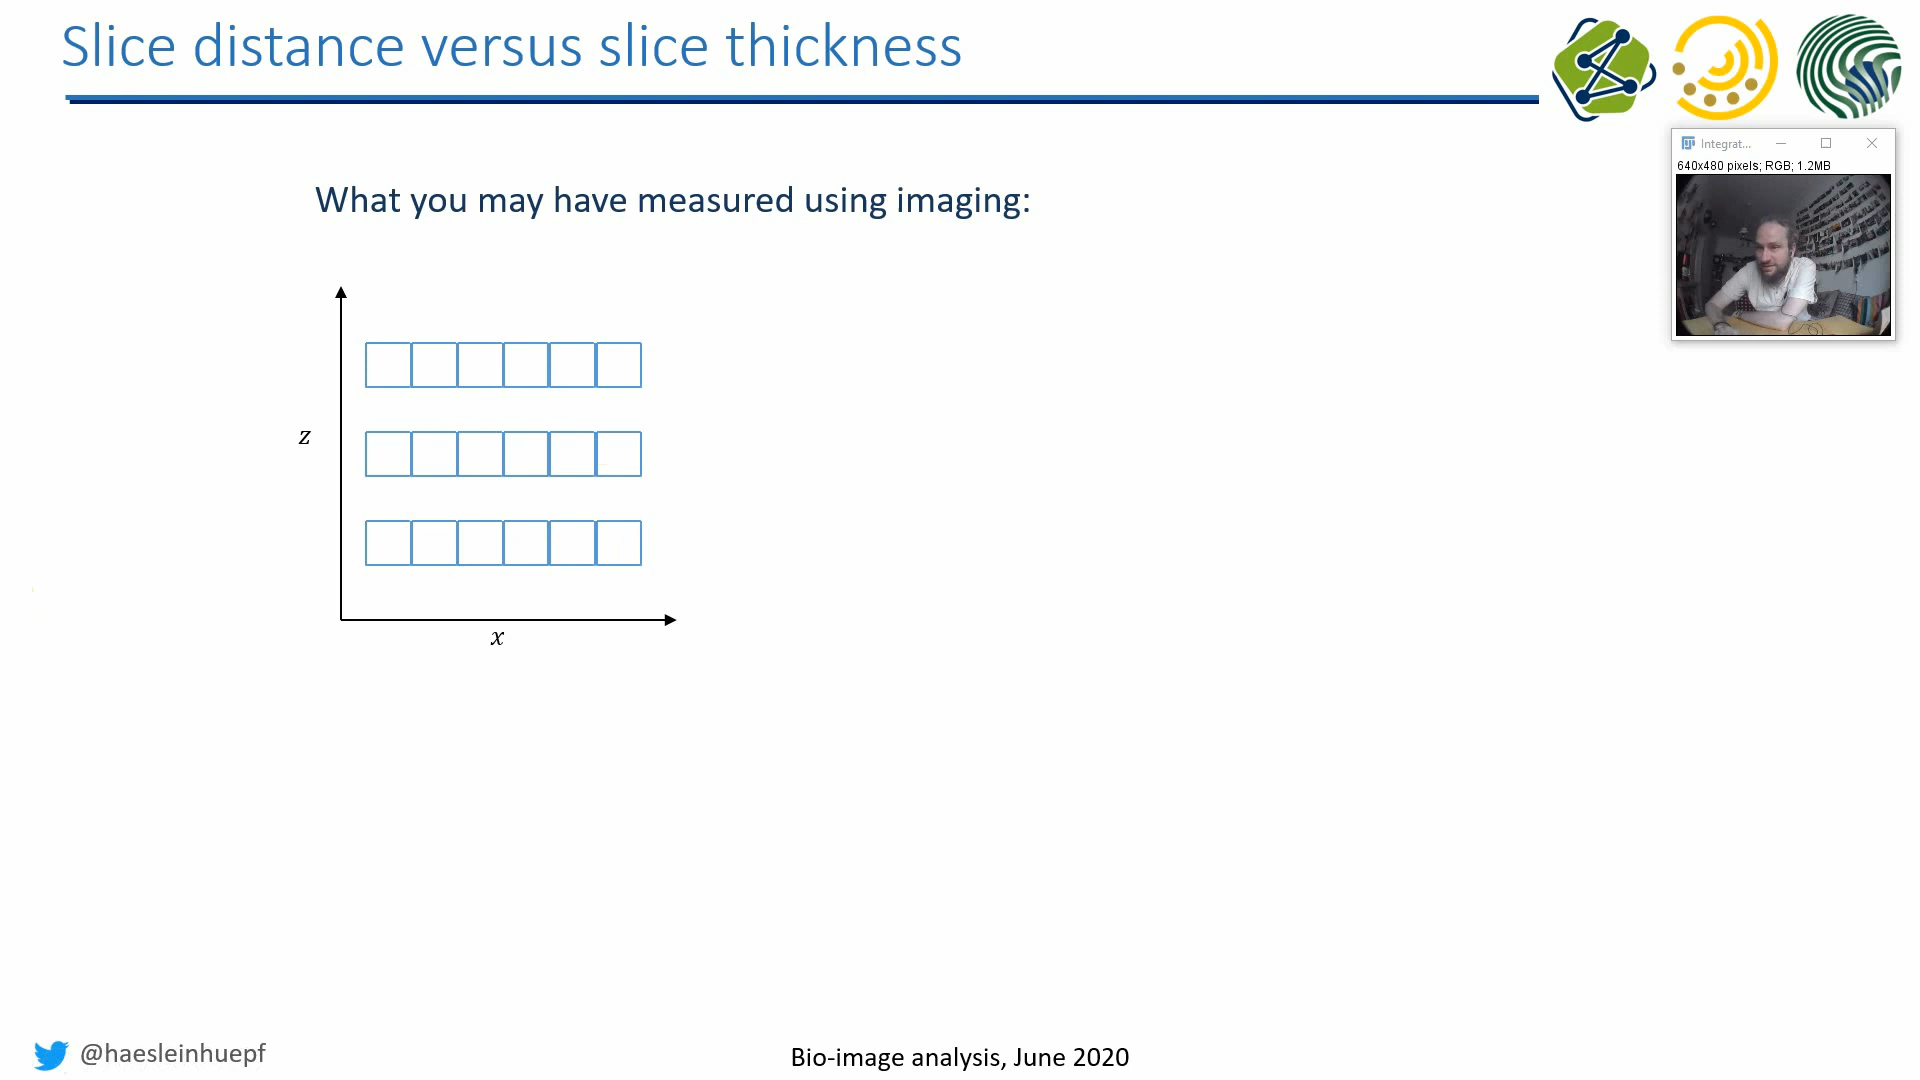 Slice distance versus slice thickness
Integrat...
640x480 pixels; RGB; 1.2MB
What you may have measured using imaging:
z
x
@haesleinhuepf
Bio-image analysis, June 2020